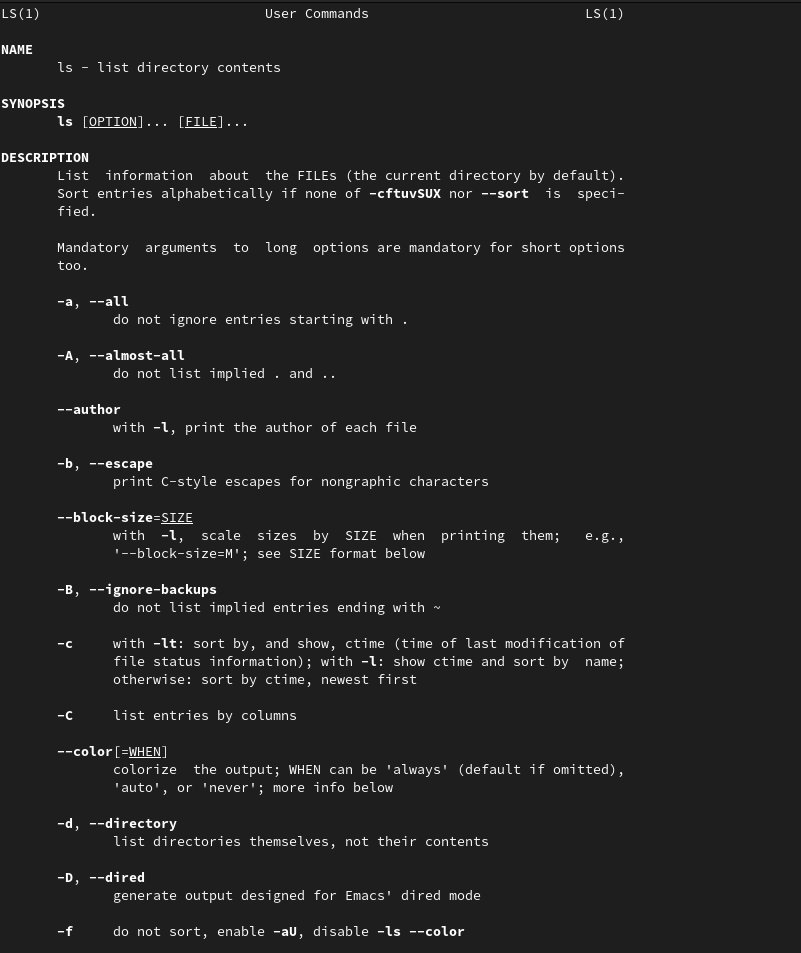 LS(1)                            User Commands                           LS(1)

NAME
       ls - list directory contents

SYNOPSIS
       ls [OPTION]... [FILE]...

DESCRIPTION
       List  information  about  the FILEs (the current directory by default).
       Sort entries alphabetically if none of -cftuvSUX nor --sort  is  speci-
       fied.

       Mandatory  arguments  to  long  options are mandatory for short options
       too.

       -a, --all
              do not ignore entries starting with .

       -A, --almost-all
              do not list implied . and ..

       --author
              with -l, print the author of each file

       -b, --escape
              print C-style escapes for nongraphic characters

       --block-size=SIZE
              with  -l,  scale  sizes  by  SIZE  when  printing  them;   e.g.,
              '--block-size=M'; see SIZE format below

       -B, --ignore-backups
              do not list implied entries ending with ~

       -c     with -lt: sort by, and show, ctime (time of last modification of
              file status information); with -l: show ctime and sort by  name;
              otherwise: sort by ctime, newest first

       -C     list entries by columns

       --color[=WHEN]
              colorize  the output; WHEN can be 'always' (default if omitted),
              'auto', or 'never'; more info below

       -d, --directory
              list directories themselves, not their contents

       -D, --dired
              generate output designed for Emacs' dired mode

       -f     do not sort, enable -aU, disable -ls --color